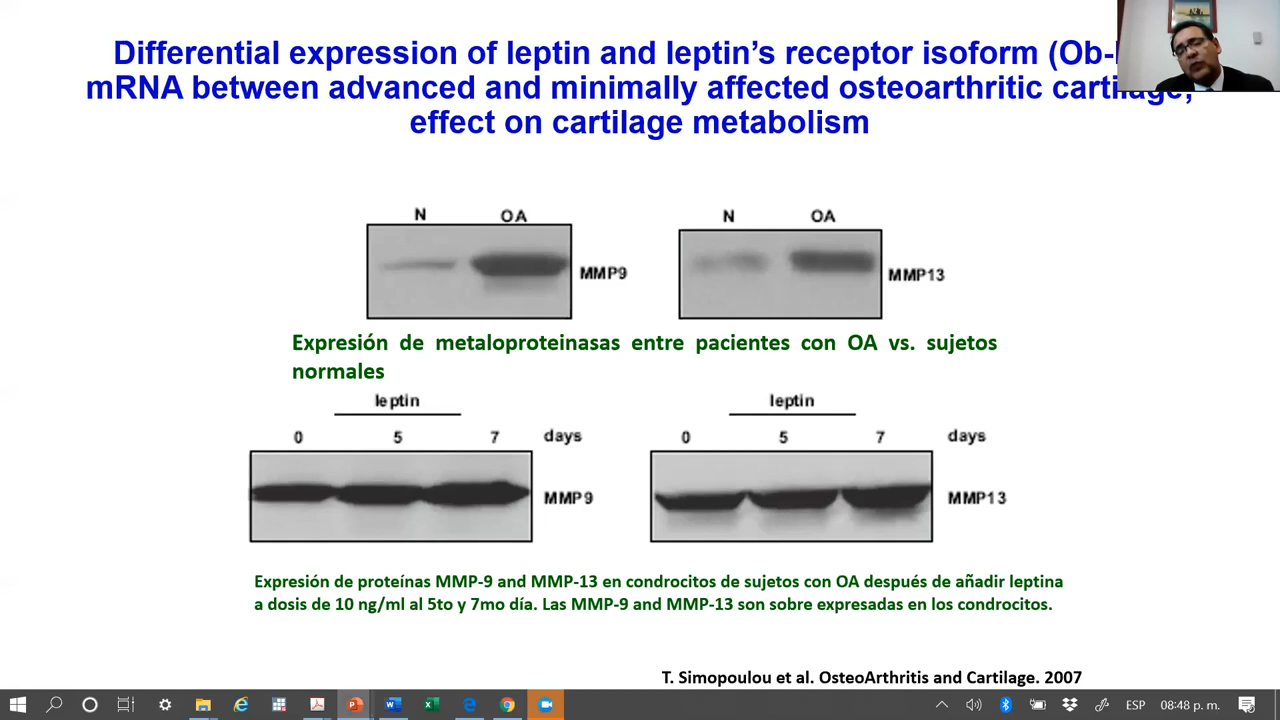 Differential expression of leptin and leptin's receptor isoform (Ob-
mRNA between advanced and minimally affected osteoarthritic cartilage,
effect on cartilage metabolism
N OA
MMP9
N OA
MMP13
Expresión de metaloproteinasas entre pacientes con OA vs. sujetos
normales
leptin
0 5 7 days
MMP9
leptin
0 5 7 days
MMP13
Expresión de proteínas MMP-9 and MMP-13 en condrocitos de sujetos con OA después de añadir leptina
a dosis de 10 ng/ml al 5to y 7mo día. Las MMP-9 and MMP-13 son sobre expresadas en los condrocitos.
T. Simopoulou et al. OsteoArthritis and Cartilage. 2007
ESP 08:48 p. m.